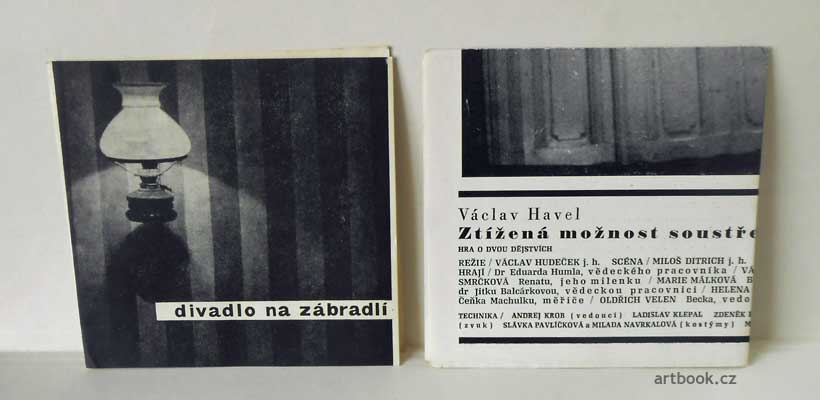 divadlo na zábradlí
Václav Havel
Ztížená možnost soustře
HRA O DVOU DĚJSTVÍCH
REŽIE / VÁCLAV HUDEČEK j. h. SCÉNA / MILOŠ DITRICH j. h.
HRAJÍ / Dr Eduarda Humla, vědeckého pracovníka / VÁ
SMRČKOVÁ Renatu, jeho milenku / MARIE MÁLKOVÁ B
dr Jitku Balcárkovou, vědeckou pracovnici / HELENA
Čeňka Machulku, měřiče / OLDŘICH VELEN Becka, vedo
TECHNIKA / ANDREJ KROB (vedoucí) LADISLAV KLEPAL ZDENĚK
(zvuk) SLÁVKA PAVLÍČKOVÁ a MILADA NAVRKALOVÁ (kostýmy) M
artbook.cz